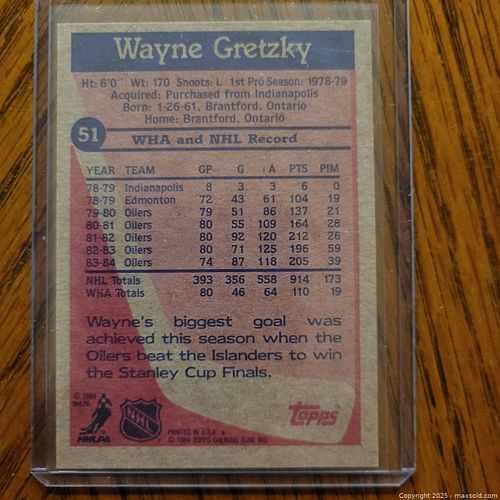 Wayne Gretzky
Ht: 6'0" Wt: 170 Shoots: L 1st Pro Season: 1978-79
Acquired: Purchased from Indianapolis
Born: 1-26-61, Brantford, Ontario
Home: Brantford, Ontario
51
WHA and NHL Record
YEAR TEAM GP G A PTS PIM
78-79 Indianapolis 8 3 3 6 0
78-79 Edmonton 72 43 61 104 19
79-80 Oilers 79 51 86 137 21
80-81 Oilers 80 55 109 164 28
81-82 Oilers 80 92 120 212 26
82-83 Oilers 80 71 125 196 59
83-84 Oilers 74 87 118 205 39
NHL Totals 393 356 558 914 173
WHA Totals 80 46 64 110 19
Wayne's biggest goal was
achieved this season when the
Oilers beat the Islanders to win
the Stanley Cup Finals.
© 1984
NHLPA
NHLPA
NHL
topps
PRINTED IN U.S.A.
© 1984 TOPPS CHEWING GUM, INC.
Copyright 2025 - maxsold.com